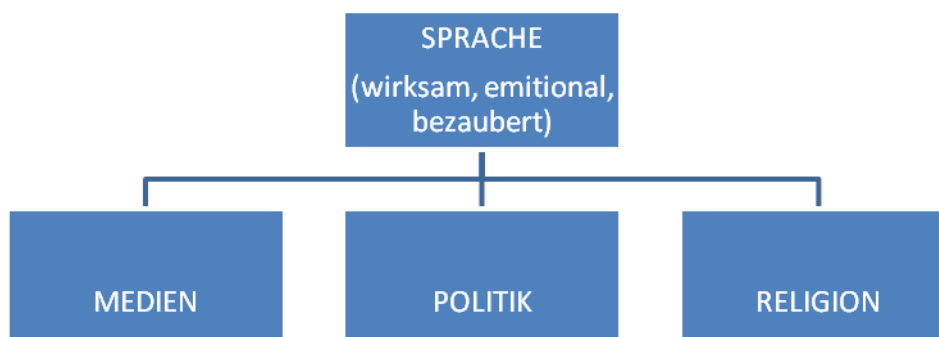 SPRACHE
(wirksam, emitional,
bezaubert)
MEDIEN
POLITIK
RELIGION